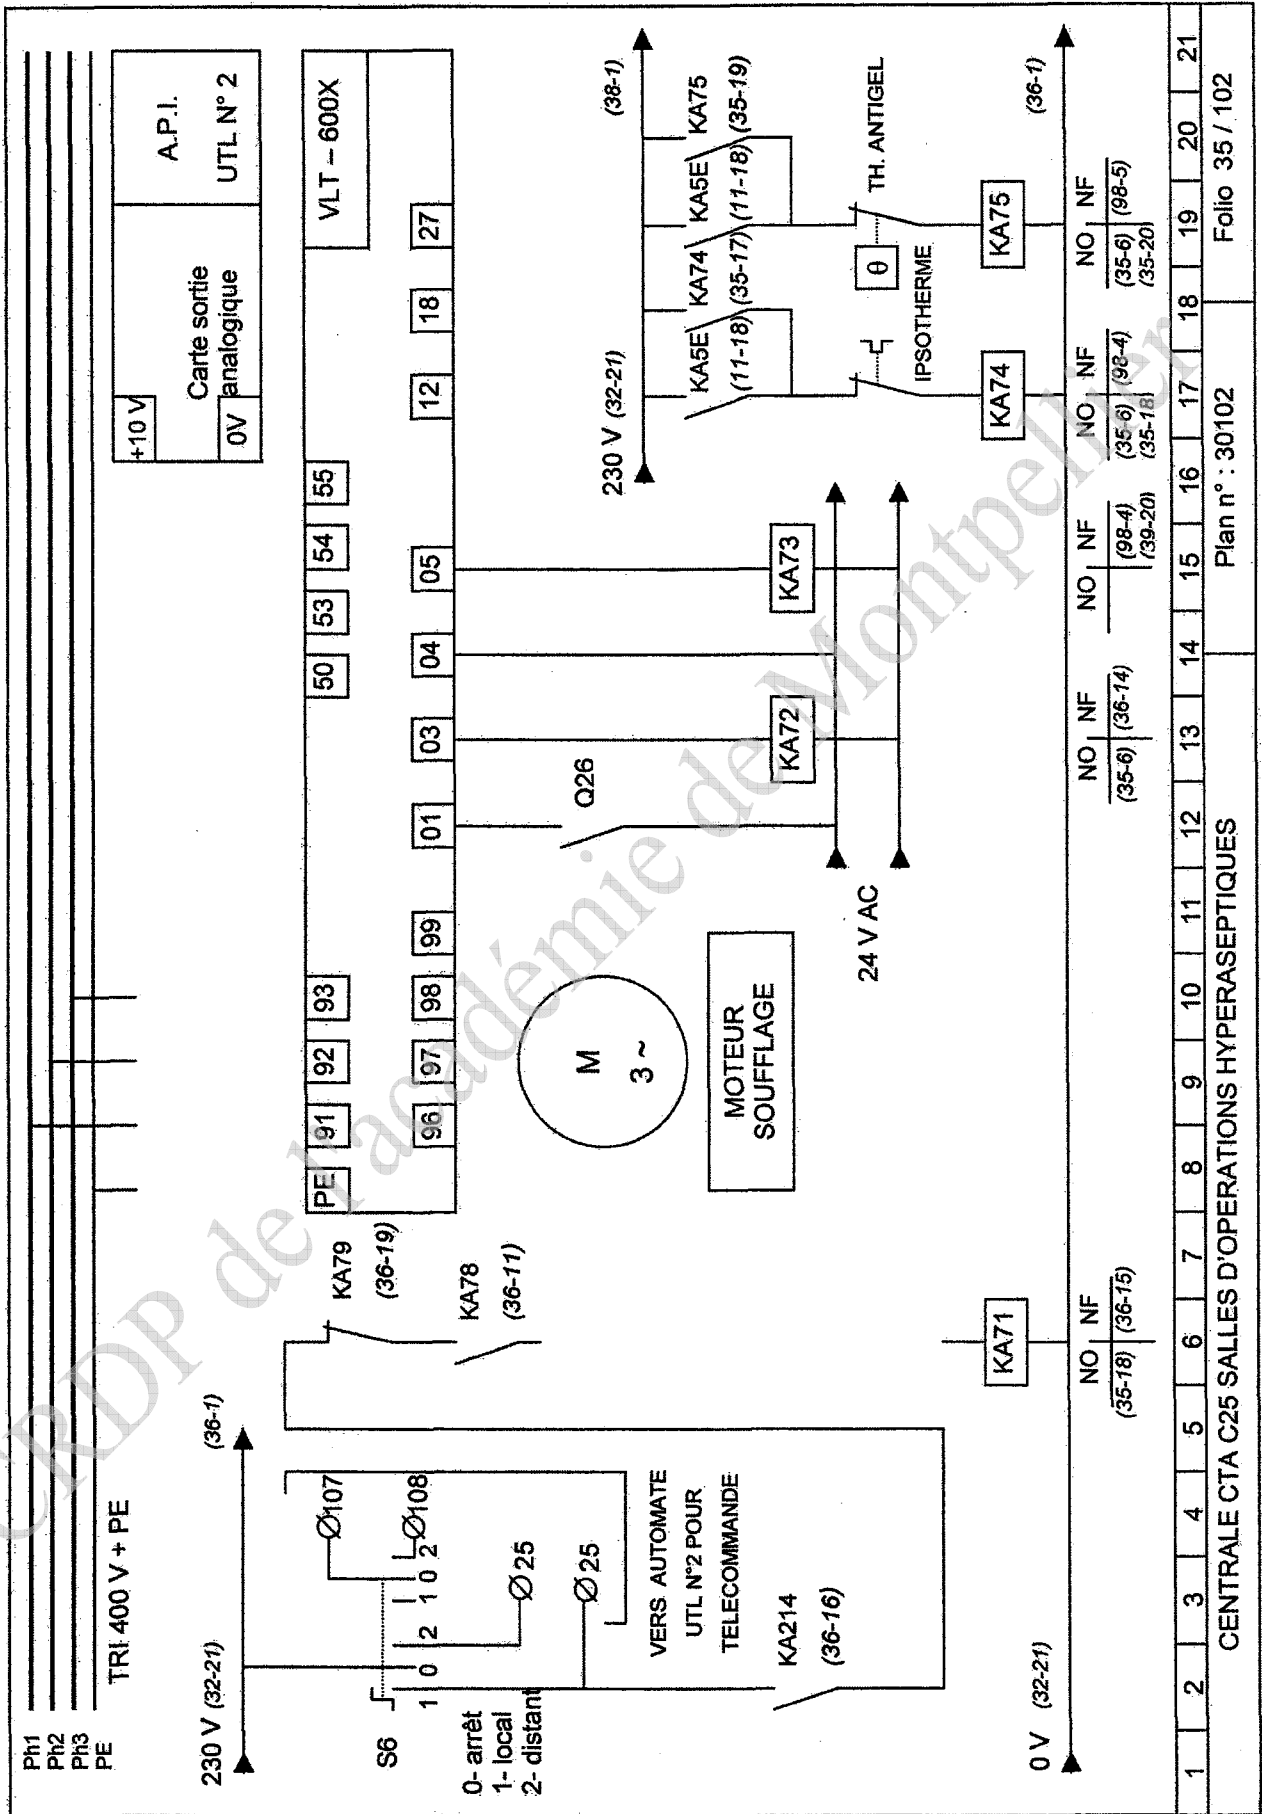 Ph1
Ph2
Ph3
PE
TRI 400 V + PE
A.P.I.
UTL N° 2
+10 V
Carte sortie
analogique
0V
230 V (32-21)
(36-1)
S6
1 0 2 1 0 2
0- arrêt
1- local
2- distant
Ø107
Ø108
Ø25
Ø25
VERS AUTOMATE
UTL N°2 POUR
TELECOMMANDE
KA214
(36-16)
KA79
(36-19)
KA78
(36-11)
VLT – 600X
PE 91 92 93 50 53 54 55
96 97 98 99 01 03 04 05 12 18 27
M
3 ~
MOTEUR
SOUFFLAGE
Q26
24 V AC
KA72
KA73
230 V (32-21)
(38-1)
KA5E
(11-18)
KA74
(35-17)
KA5E
(11-18)
KA75
(35-19)
IPSOTHERME
θ
TH. ANTIGEL
KA71
KA74
KA75
0 V (32-21)
(36-1)
NO NF
(35-18) (36-15)
NO NF
(35-6) (36-14)
NO NF
(98-4)
(39-20)
NO NF
(35-6) (98-4)
(35-18)
NO NF
(35-6) (98-5)
(35-20)
1 2 3 4 5 6 7 8 9 10 11 12 13 14 15 16 17 18 19 20 21
CENTRALE CTA C25 SALLES D'OPERATIONS HYPERASEPTIQUES
Plan n° : 30102
Folio 35 / 102
CRDP de l'académie de Montpellier